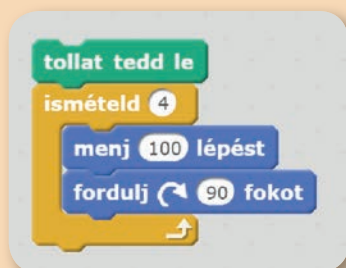 tollat tedd le
ismételd 4
menj 100 lépést
fordulj 90 fokot